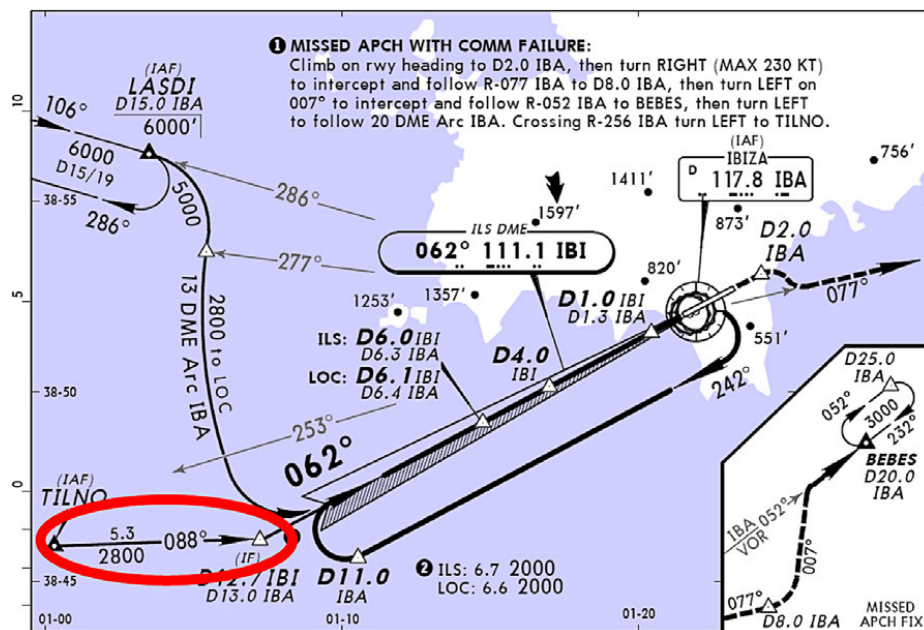 ❶ MISSED APCH WITH COMM FAILURE:
Climb on rwy heading to D2.0 IBA, then turn RIGHT (MAX 230 KT)
to intercept and follow R-077 IBA to D8.0 IBA, then turn LEFT on
007° to intercept and follow R-052 IBA to BEBES, then turn LEFT
to follow 20 DME Arc IBA. Crossing R-256 IBA turn LEFT to TILNO.
(IAF)
LASDI
D15.0 IBA
6000'
106°
6000
D15/19
286°
5000
286°
277°
2800 to LOC
13 DME Arc IBA
253°
(IAF)
IBIZA
D 117.8 IBA
756'
1411'
873'
1597'
ILS DME
062° 111.1 IBI
820'
D2.0
IBA
077°
1253'
1357'
D1.0 IBI
D1.3 IBA
551'
ILS: D6.0 IBI
D6.3 IBA
LOC: D6.1 IBI
D6.4 IBA
D4.0
IBI
242°
062°
(IAF)
TILNO
5.3
2800
088°
(IF)
D12.7 IBI
D13.0 IBA
D11.0
IBA
❷ ILS: 6.7 2000
LOC: 6.6 2000
D25.0
IBA
052°
3000
232°
BEBES
D20.0
IBA
IBA
VOR
052°
007°
077°
D8.0 IBA
MISSED
APCH FIX
10
38-55
5
38-50
0
38-45
01-00
01-10
01-20